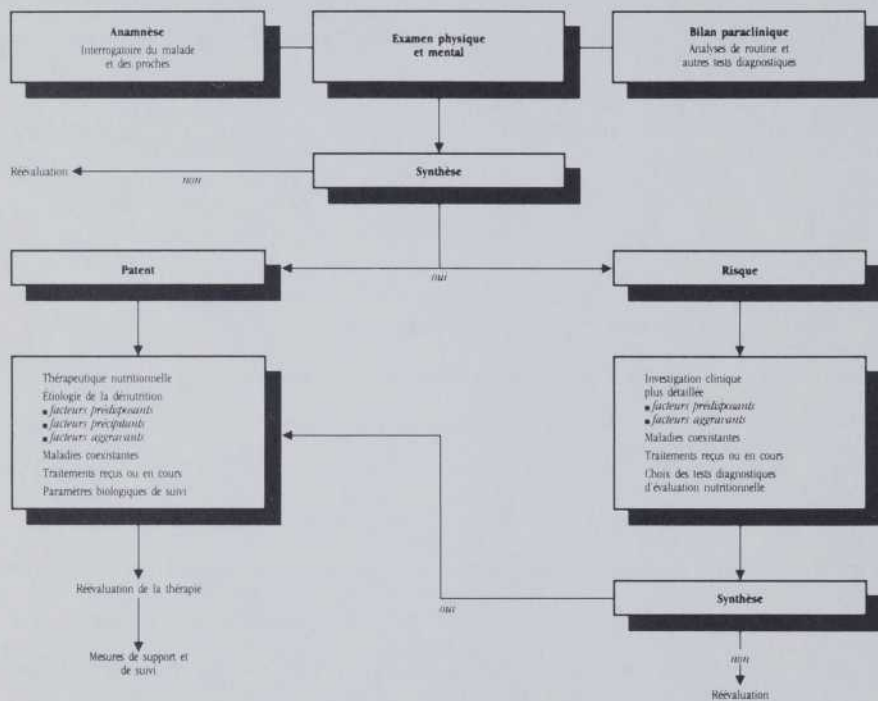 Anamnèse
Interrogatoire du malade
et des proches
Examen physique
et mental
Bilan paraclinique
Analyses de routine et
autres tests diagnostiques
Réévaluation
non
Synthèse
Patent
oui
Risque
Thérapeutique nutritionnelle
Étiologie de la dénutrition
■ facteurs prédisposants
■ facteurs précipitants
■ facteurs aggravants
Maladies coexistantes
Traitements reçus ou en cours
Paramètres biologiques de suivi
Investigation clinique
plus détaillée
■ facteurs prédisposants
■ facteurs aggravants
Maladies coexistantes
Traitements reçus ou en cours
Choix des tests diagnostiques
d'évaluation nutritionnelle
Réévaluation de la thérapie
oui
Synthèse
Mesures de support et
de suivi
non
Réévaluation